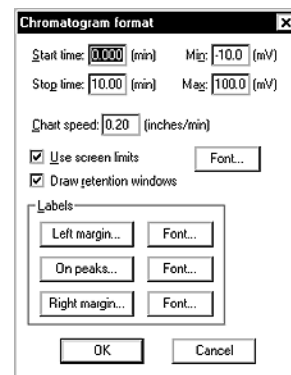 Chromatogram format
Start time: 0.000 (min) Min: -10.0 (mV)
Stop time: 10.00 (min) Max: 100.0 (mV)
Chart speed: 0.20 (inches/min)
Use screen limits Font...
Draw retention windows
Labels
Left margin... Font...
On peaks... Font...
Right margin... Font...
OK Cancel